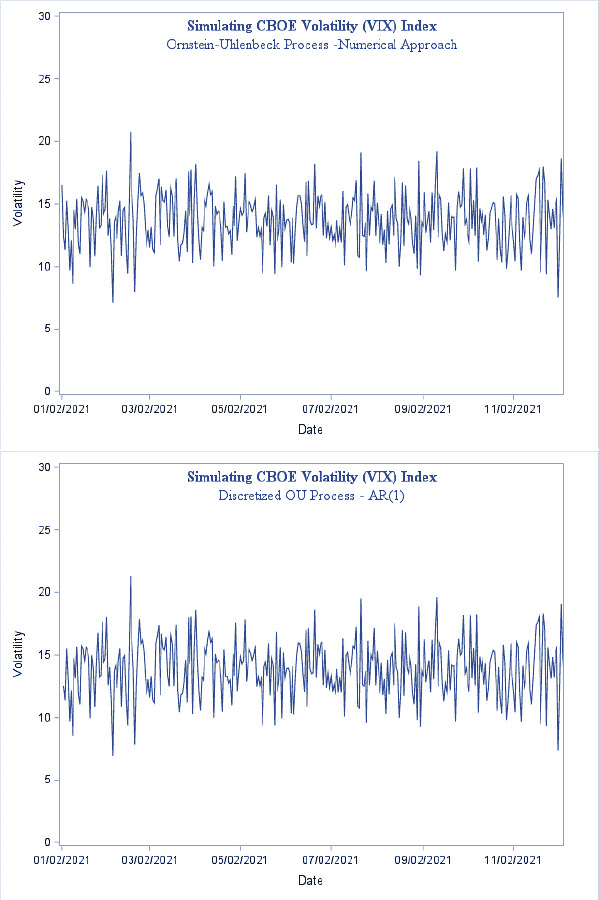 Simulating CBOE Volatility (VIX) Index
Ornstein-Uhlenbeck Process -Numerical Approach
30
25
20
15
10
5
0
Volatility
01/02/2021 03/02/2021 05/02/2021 07/02/2021 09/02/2021 11/02/2021
Date
Simulating CBOE Volatility (VIX) Index
Discretized OU Process - AR(1)
30
25
20
15
10
5
0
Volatility
01/02/2021 03/02/2021 05/02/2021 07/02/2021 09/02/2021 11/02/2021
Date